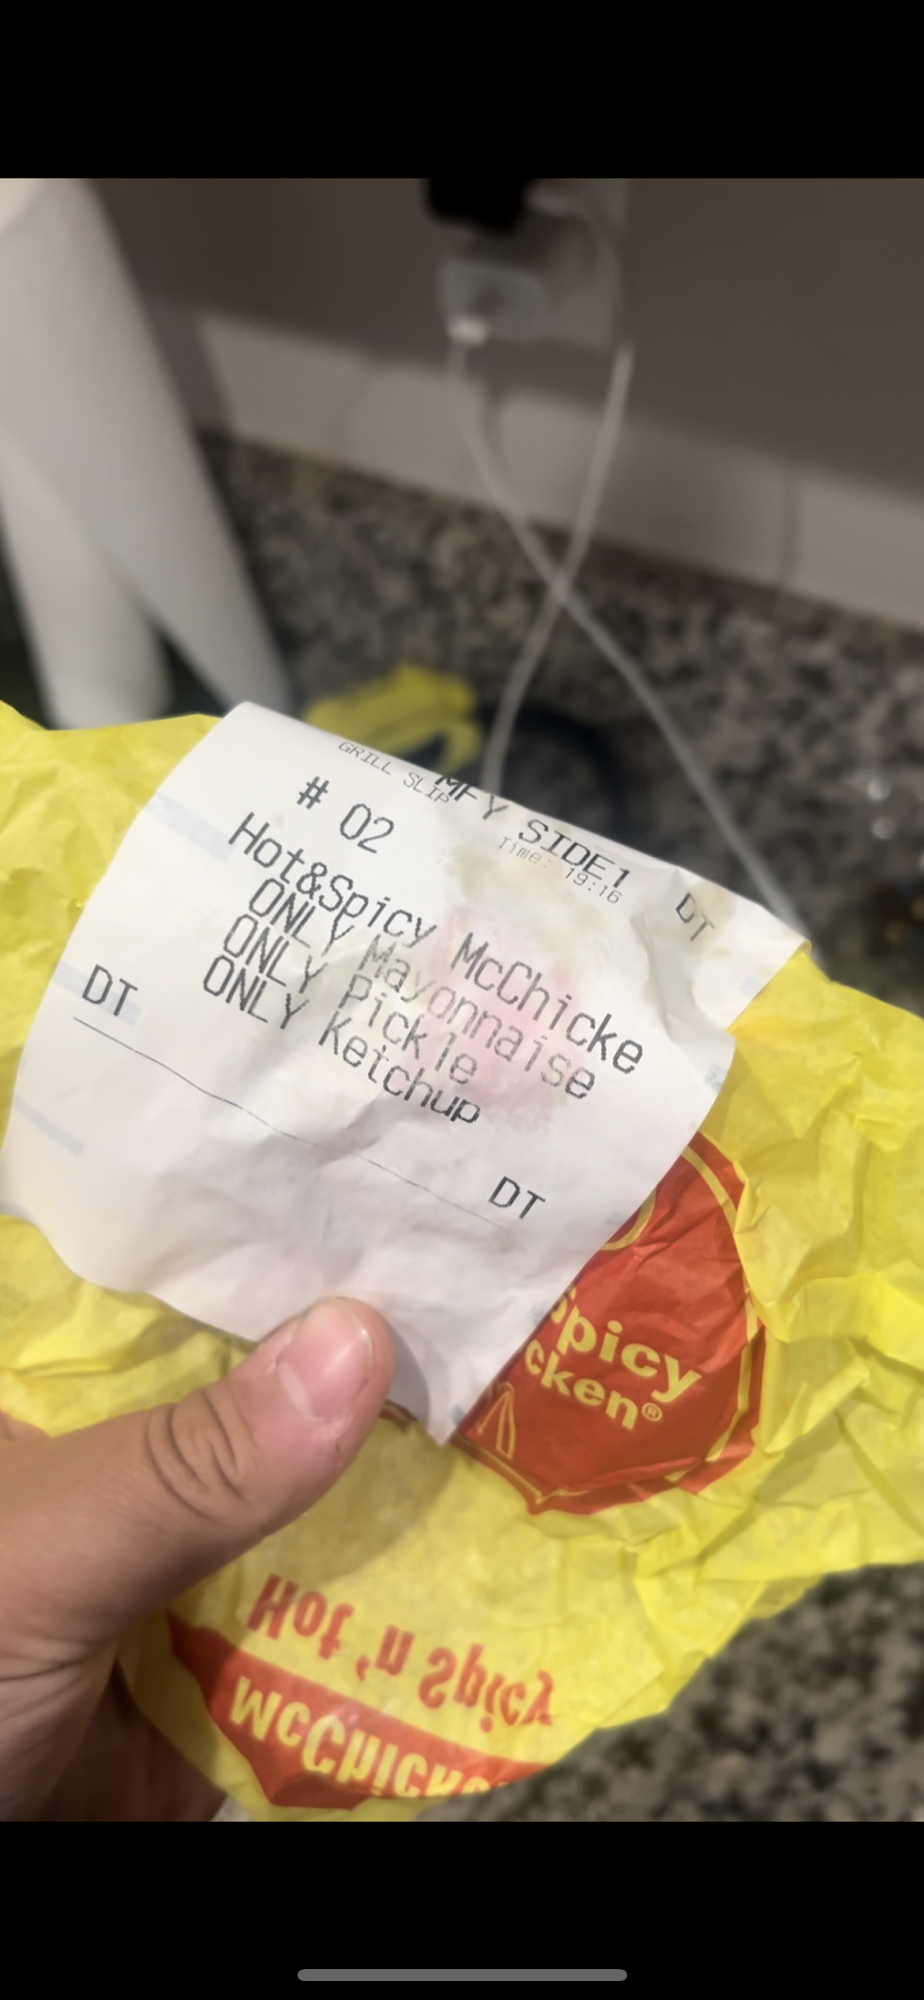 GRILL SLIP
MFY SIDE1
# 02
Time: 19:16
DT
Hot&Spicy McChicke
ONLY Mayonnaise
ONLY Pickle
ONLY Ketchup
DT
DT
Spicy
cken®
Hot 'n Spicy
McChicke